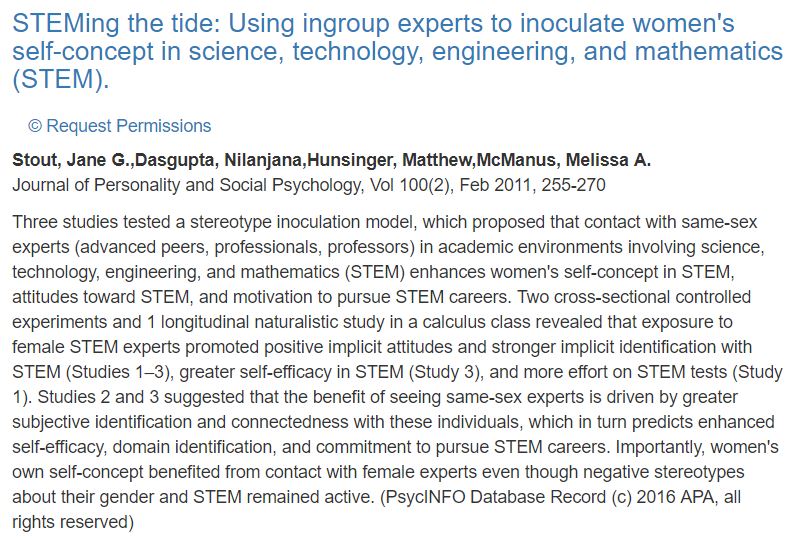 STEMing the tide: Using ingroup experts to inoculate women's
self-concept in science, technology, engineering, and mathematics
(STEM).
© Request Permissions
Stout, Jane G.,Dasgupta, Nilanjana,Hunsinger, Matthew,McManus, Melissa A.
Journal of Personality and Social Psychology, Vol 100(2), Feb 2011, 255-270
Three studies tested a stereotype inoculation model, which proposed that contact with same-sex
experts (advanced peers, professionals, professors) in academic environments involving science,
technology, engineering, and mathematics (STEM) enhances women's self-concept in STEM,
attitudes toward STEM, and motivation to pursue STEM careers. Two cross-sectional controlled
experiments and 1 longitudinal naturalistic study in a calculus class revealed that exposure to
female STEM experts promoted positive implicit attitudes and stronger implicit identification with
STEM (Studies 1–3), greater self-efficacy in STEM (Study 3), and more effort on STEM tests (Study
1). Studies 2 and 3 suggested that the benefit of seeing same-sex experts is driven by greater
subjective identification and connectedness with these individuals, which in turn predicts enhanced
self-efficacy, domain identification, and commitment to pursue STEM careers. Importantly, women's
own self-concept benefited from contact with female experts even though negative stereotypes
about their gender and STEM remained active. (PsycINFO Database Record (c) 2016 APA, all
rights reserved)